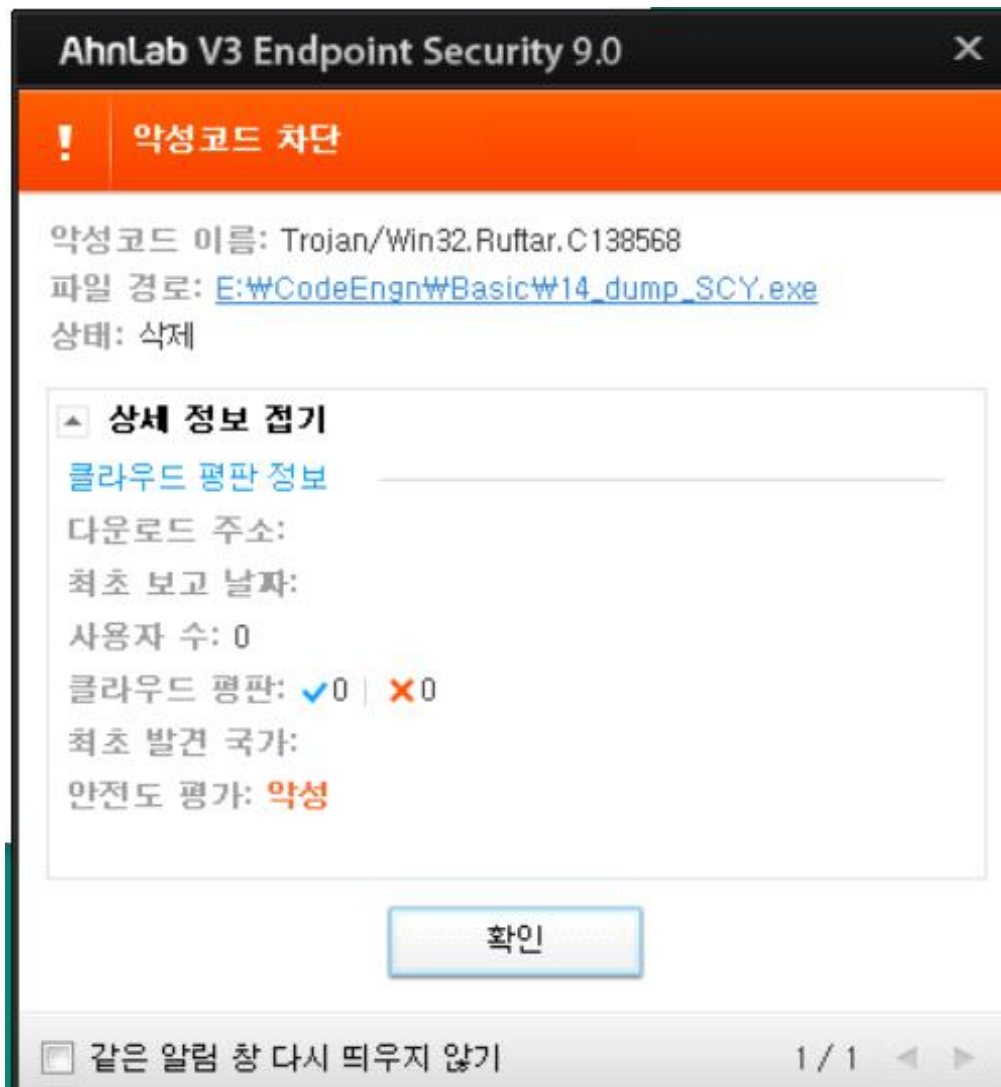 AhnLab V3 Endpoint Security 9.0
! 악성코드 차단
악성코드 이름: Trojan/Win32.Ruftar.C138568
파일 경로: E:₩CodeEngn₩Basic₩14_dump_SCY.exe
상태: 삭제
상세 정보 접기
클라우드 평판 정보
다운로드 주소:
최초 보고 날짜:
사용자 수: 0
클라우드 평판: ✓0 | ✕0
최초 발견 국가:
안전도 평가: 악성
확인
같은 알림 창 다시 띄우지 않기 1 / 1